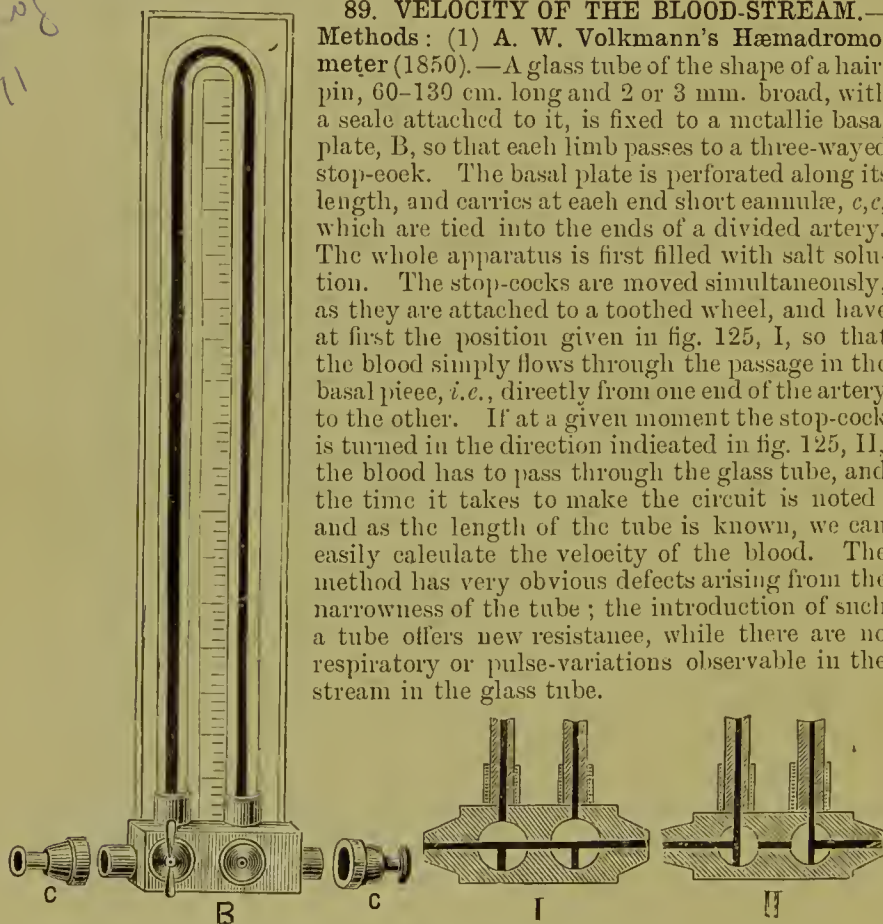 89. VELOCITY OF THE BLOOD-STREAM.—
Methods: (1) A. W. Volkmann's Hæmadromo
meter (1850).—A glass tube of the shape of a hair
pin, 60–130 cm. long and 2 or 3 mm. broad, with
a scale attached to it, is fixed to a metallic basa
plate, B, so that each limb passes to a three-wayed
stop-cock. The basal plate is perforated along its
length, and carries at each end short cannulæ, c,c,
which are tied into the ends of a divided artery.
The whole apparatus is first filled with salt solu-
tion. The stop-cocks are moved simultaneously,
as they are attached to a toothed wheel, and have
at first the position given in fig. 125, I, so that
the blood simply flows through the passage in the
basal piece, i.e., directly from one end of the artery
to the other. If at a given moment the stop-cock
is turned in the direction indicated in fig. 125, II,
the blood has to pass through the glass tube, and
the time it takes to make the circuit is noted
and as the length of the tube is known, we can
easily calculate the velocity of the blood. The
method has very obvious defects arising from the
narrowness of the tube; the introduction of such
a tube offers new resistance, while there are no
respiratory or pulse-variations observable in the
stream in the glass tube.
C B C I II